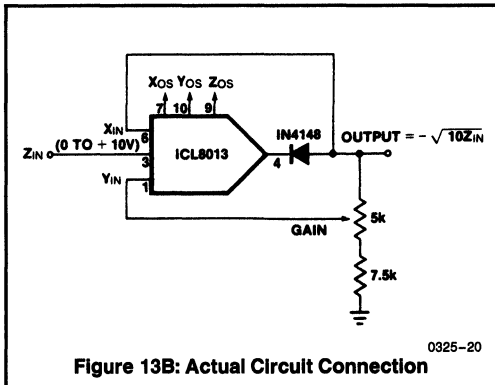 XOS YOS ZOS
7 10 9
XIN
6
(0 TO + 10V)
ZIN
3
ICL8013
YIN
1
4
IN4148
OUTPUT = - √10ZIN
GAIN
5k
7.5k
0325-20
Figure 13B: Actual Circuit Connection